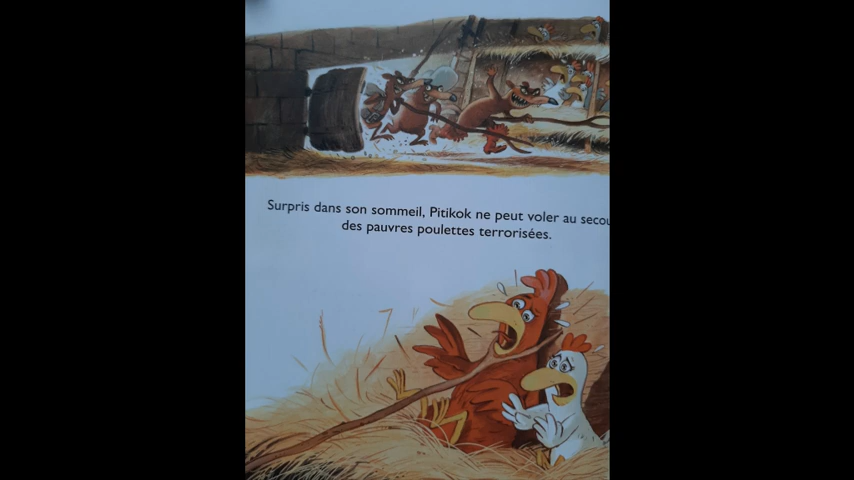 Surpris dans son sommeil, Pitikok ne peut voler au secou
des pauvres poulettes terrorisées.